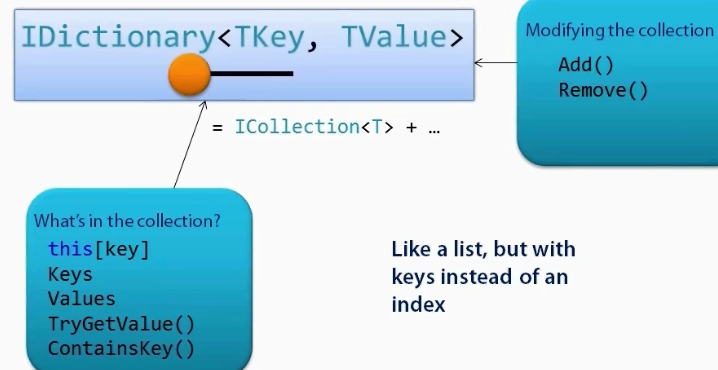 IDictionary<TKey, TValue>
Modifying the collection
Add()
Remove()
= ICollection<T> + …
What's in the collection?
this[key]
Keys
Values
TryGetValue()
ContainsKey()
Like a list, but with
keys instead of an
index